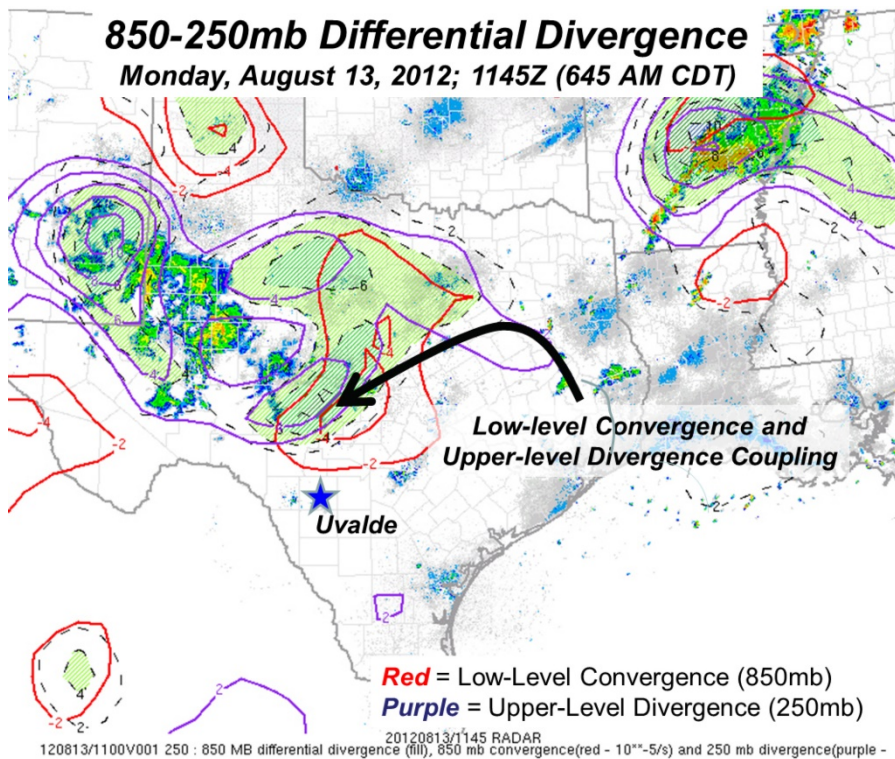 850-250mb Differential Divergence
Monday, August 13, 2012; 1145Z (645 AM CDT)
Low-level Convergence and
Upper-level Divergence Coupling
Uvalde
Red = Low-Level Convergence (850mb)
Purple = Upper-Level Divergence (250mb)
20120813/1145 RADAR
120813/1100V001 250 : 850 MB differential divergence (fill), 850 mb convergence(red - 10**-5/s) and 250 mb divergence(purple -